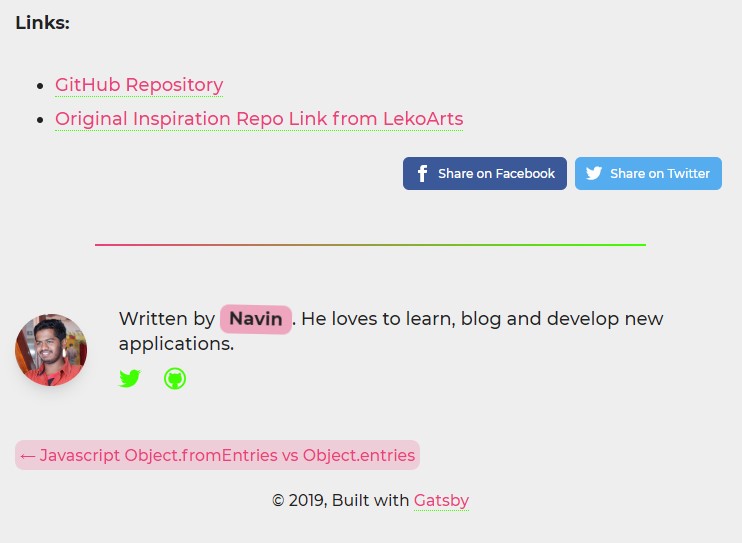 Links:
GitHub Repository
Original Inspiration Repo Link from LekoArts
Share on Facebook
Share on Twitter
Written by Navin. He loves to learn, blog and develop new
applications.
← Javascript Object.fromEntries vs Object.entries
© 2019, Built with Gatsby